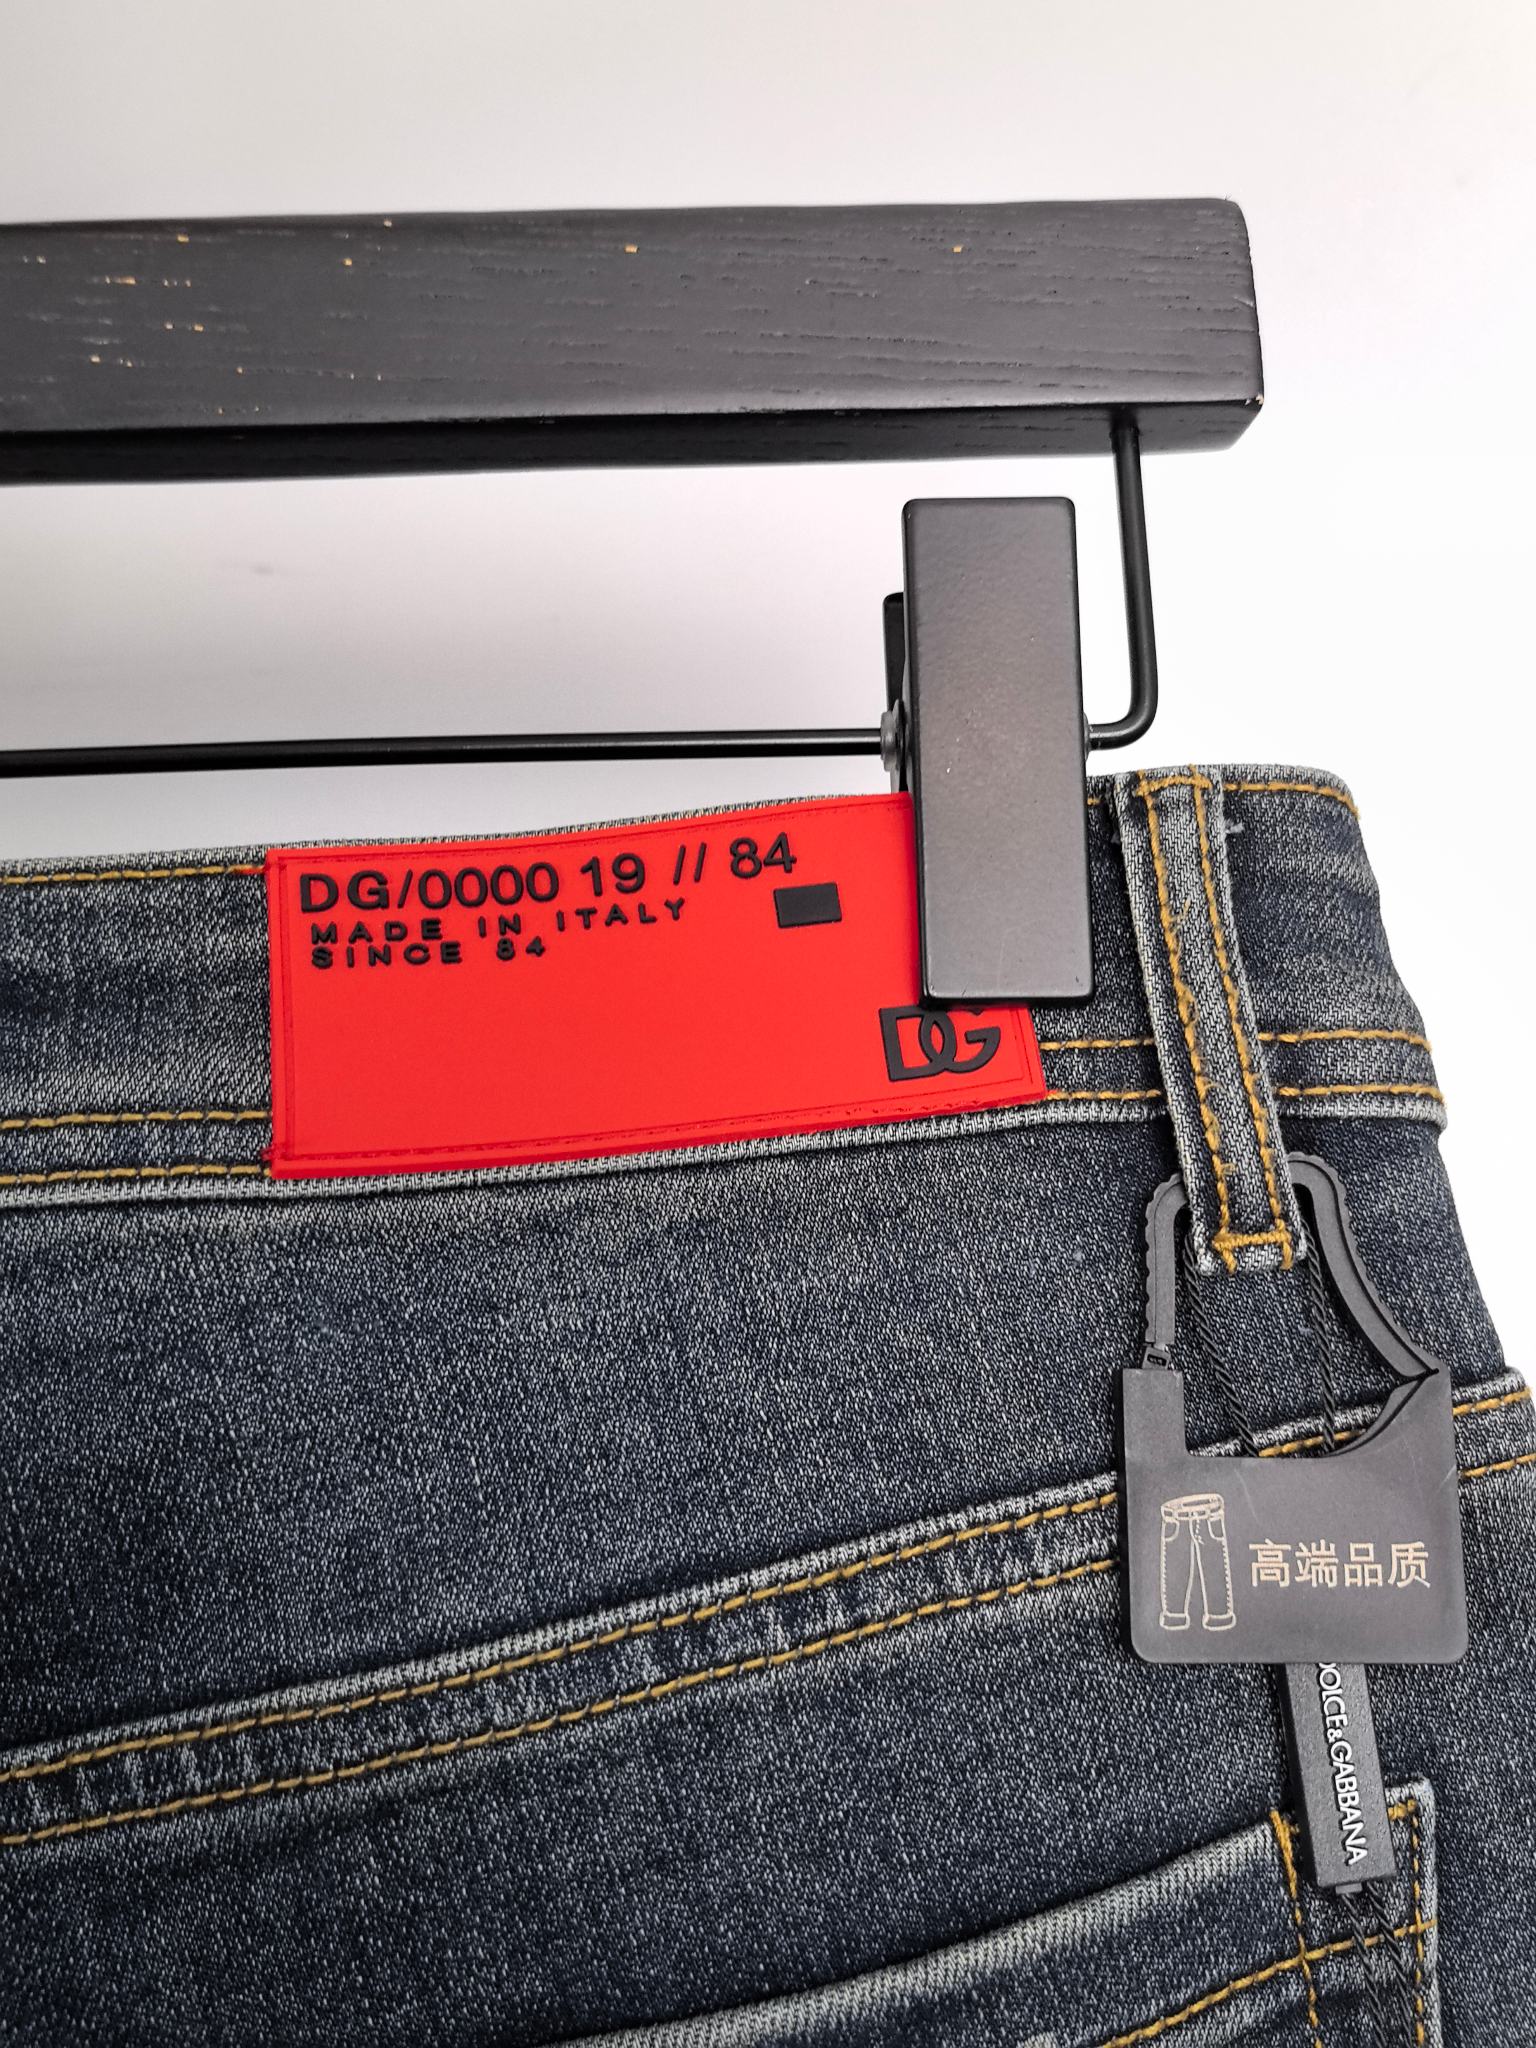 DG/0000 19 // 84
MADE IN ITALY
SINCE 84
DG
高端品质
DOLCE&GABBANA